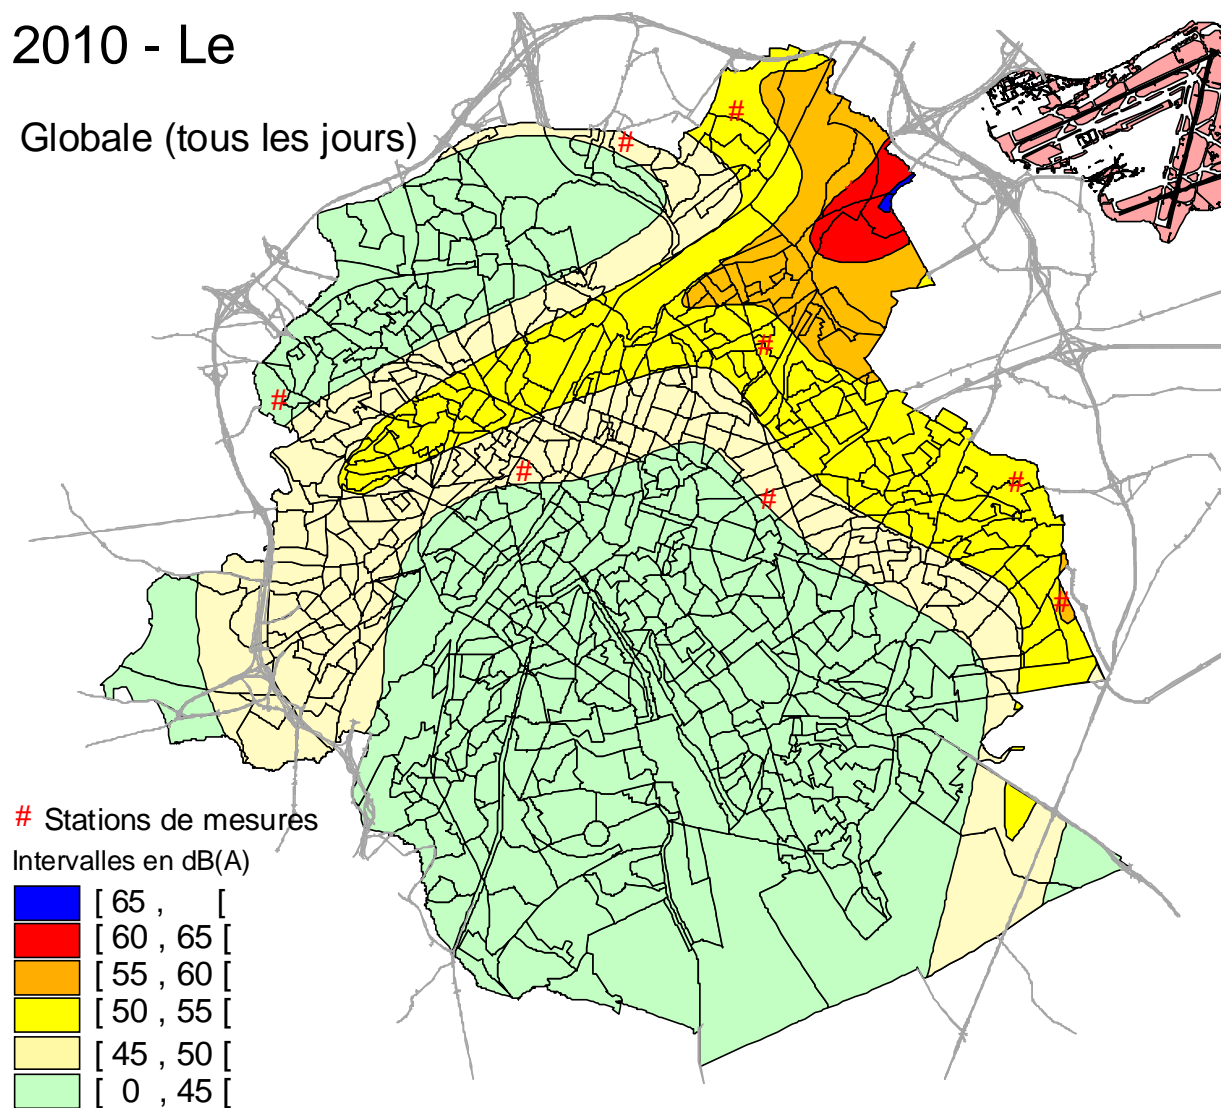 2010 - Le
Globale (tous les jours)
#
#
#
#
#
#
#
#
# Stations de mesures
Intervalles en dB(A)
[ 65 , [
[ 60 , 65 [
[ 55 , 60 [
[ 50 , 55 [
[ 45 , 50 [
[ 0 , 45 [